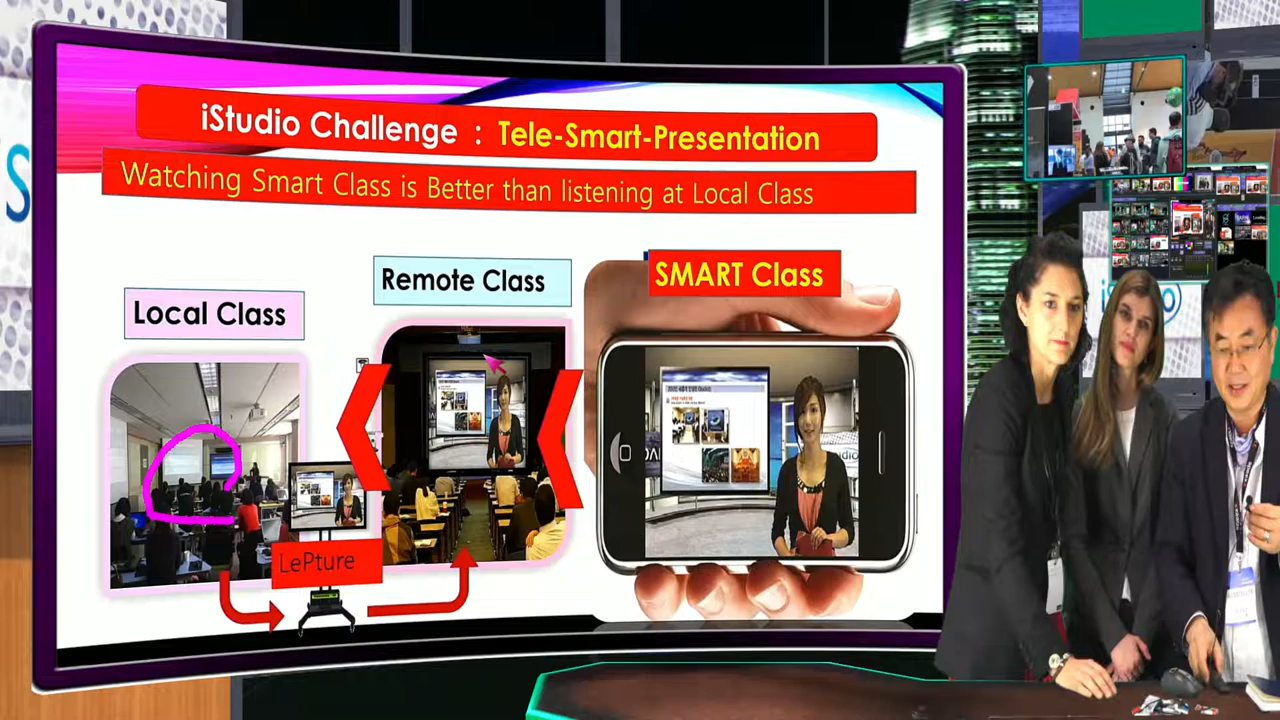 iStudio Challenge : Tele-Smart-Presentation
Watching Smart Class is Better than listening at Local Class
Local Class
Remote Class
SMART Class
LePture